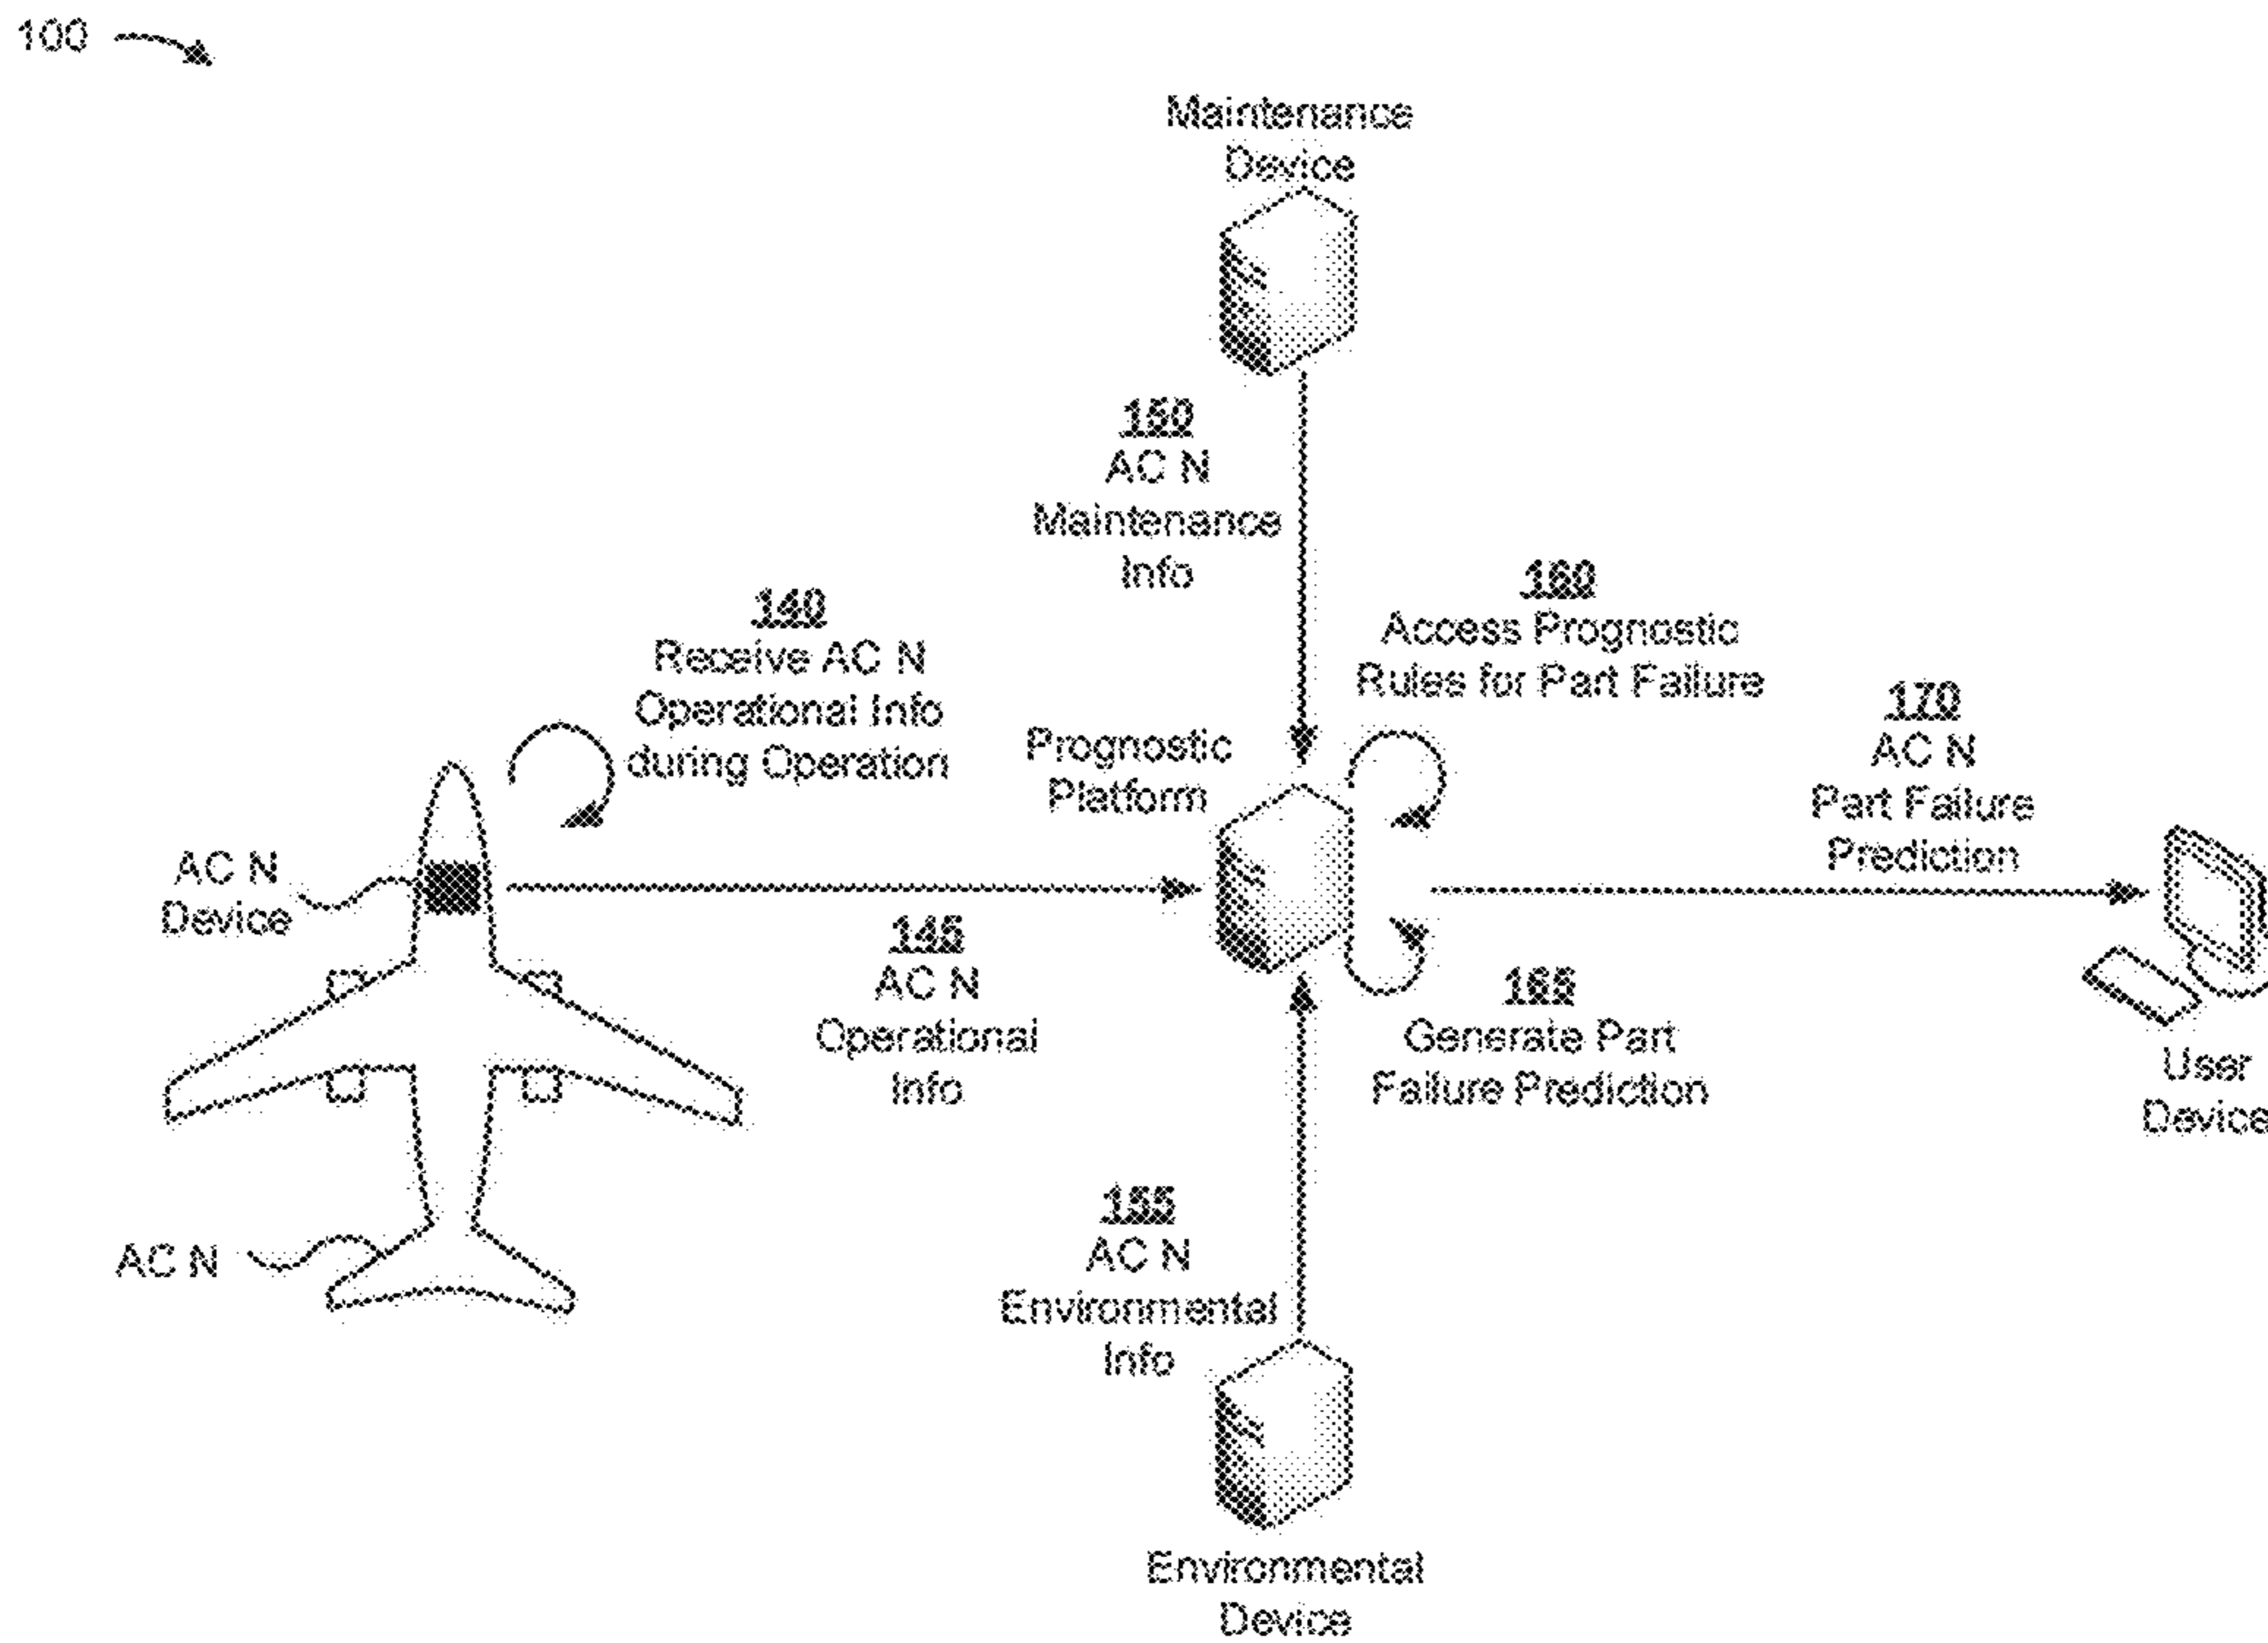 100
Maintenance
Device
150
AC N
Maintenance
Info
160
Access Prognostic
Rules for Part Failure
140
Receive AC N
Operational Info
during Operation
Prognostic
Platform
170
AC N
Part Failure
Prediction
AC N
Device
145
AC N
Operational
Info
165
Generate Part
Failure Prediction
User
Device
155
AC N
Environmental
Info
AC N
Environmental
Device